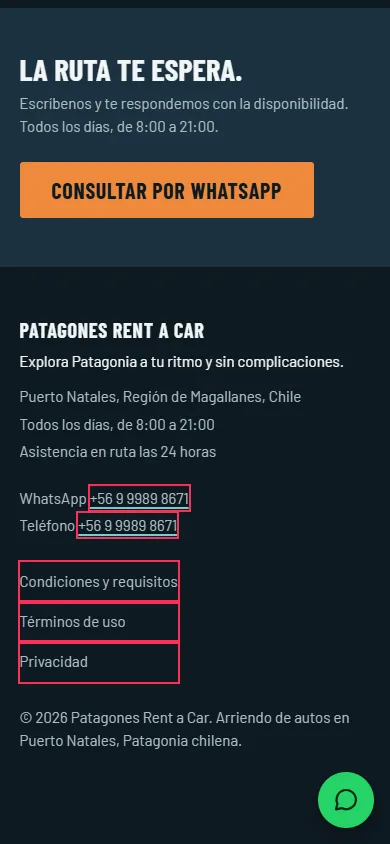 LA RUTA TE ESPERA.
Escríbenos y te respondemos con la disponibilidad.
Todos los días, de 8:00 a 21:00.
CONSULTAR POR WHATSAPP
PATAGONES RENT A CAR
Explora Patagonia a tu ritmo y sin complicaciones.
Puerto Natales, Región de Magallanes, Chile
Todos los días, de 8:00 a 21:00
Asistencia en ruta las 24 horas
WhatsApp +56 9 9989 8671
Teléfono +56 9 9989 8671
Condiciones y requisitos
Términos de uso
Privacidad
© 2026 Patagones Rent a Car. Arriendo de autos en
Puerto Natales, Patagonia chilena.